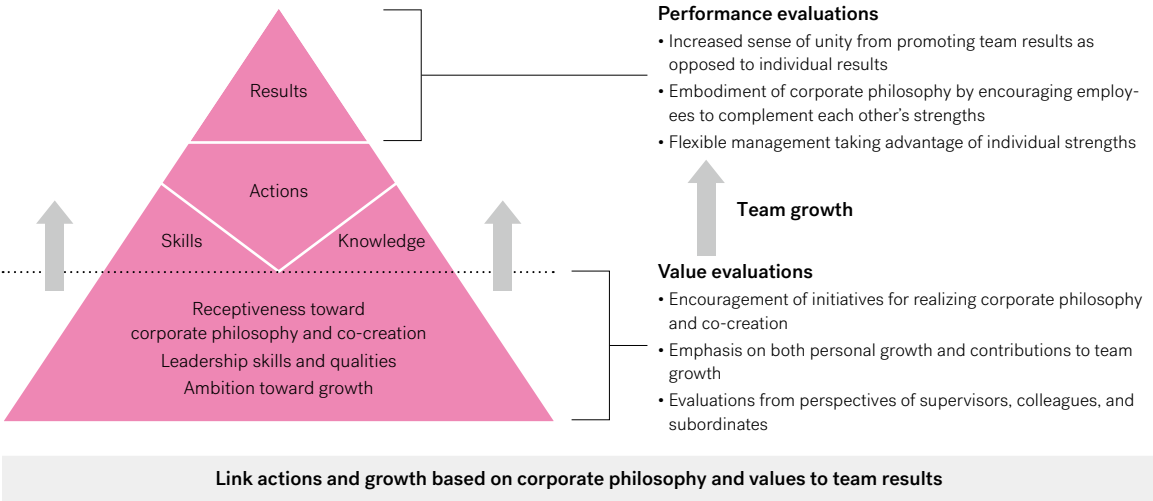 Results
Actions
Skills
Knowledge
Receptiveness toward
corporate philosophy and co-creation
Leadership skills and qualities
Ambition toward growth
Performance evaluations
• Increased sense of unity from promoting team results as
opposed to individual results
• Embodiment of corporate philosophy by encouraging employ-
ees to complement each other’s strengths
• Flexible management taking advantage of individual strengths
Team growth
Value evaluations
• Encouragement of initiatives for realizing corporate philosophy
and co-creation
• Emphasis on both personal growth and contributions to team
growth
• Evaluations from perspectives of supervisors, colleagues, and
subordinates
Link actions and growth based on corporate philosophy and values to team results